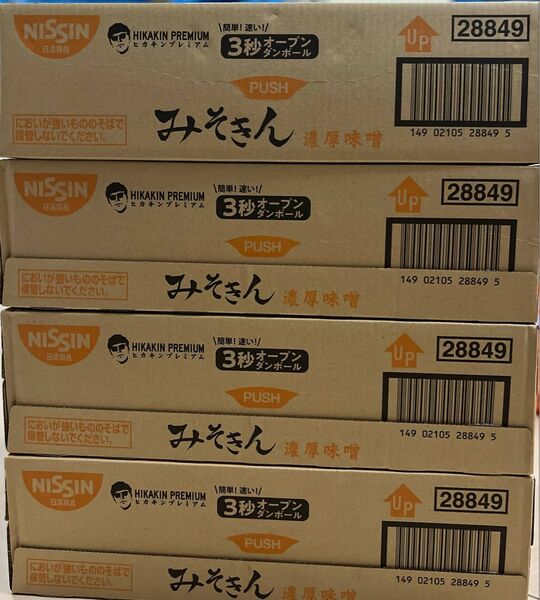 NISSIN
日清食品
HIKAKIN PREMIUM
ヒカキンプレミアム
簡単!速い!
3秒オープン
ダンボール
UP
28849
PUSH
においが強いもののそばで
保管しないでください。
みそきん 濃厚味噌
149 02105 28849 5
NISSIN
日清食品
HIKAKIN PREMIUM
ヒカキンプレミアム
簡単!速い!
3秒オープン
ダンボール
UP
28849
PUSH
においが強いもののそばで
保管しないでください。
みそきん 濃厚味噌
149 02105 28849 5
NISSIN
日清食品
HIKAKIN PREMIUM
ヒカキンプレミアム
簡単!速い!
3秒オープン
ダンボール
UP
28849
PUSH
においが強いもののそばで
保管しないでください。
みそきん 濃厚味噌
149 02105 28849 5
NISSIN
日清食品
HIKAKIN PREMIUM
ヒカキンプレミアム
簡単!速い!
3秒オープン
ダンボール
UP
28849
PUSH
においが強いもののそばで
保管しないでください。
みそきん 濃厚味噌
149 02105 28849 5